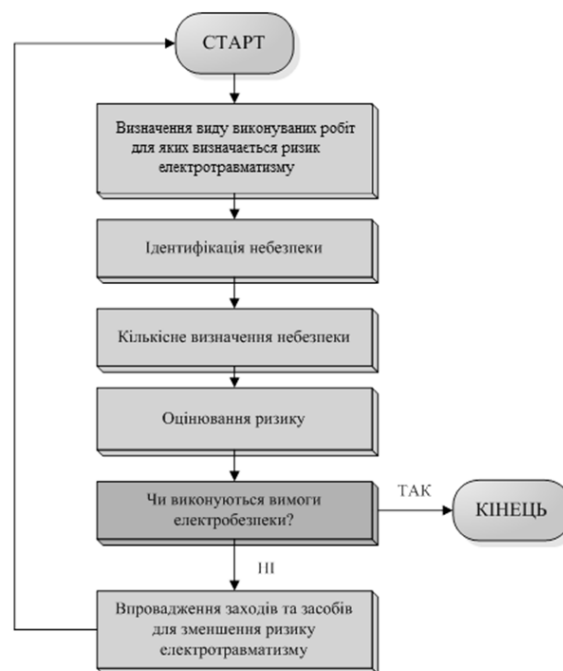 СТАРТ
Визначення виду виконуваних робіт
для яких визначається ризик
електротравматизму
Ідентифікація небезпеки
Кількісне визначення небезпеки
Оцінювання ризику
Чи виконуються вимоги
електробезпеки?
ТАК
КІНЕЦЬ
НІ
Впровадження заходів та засобів
для зменшення ризику
електротравматизму